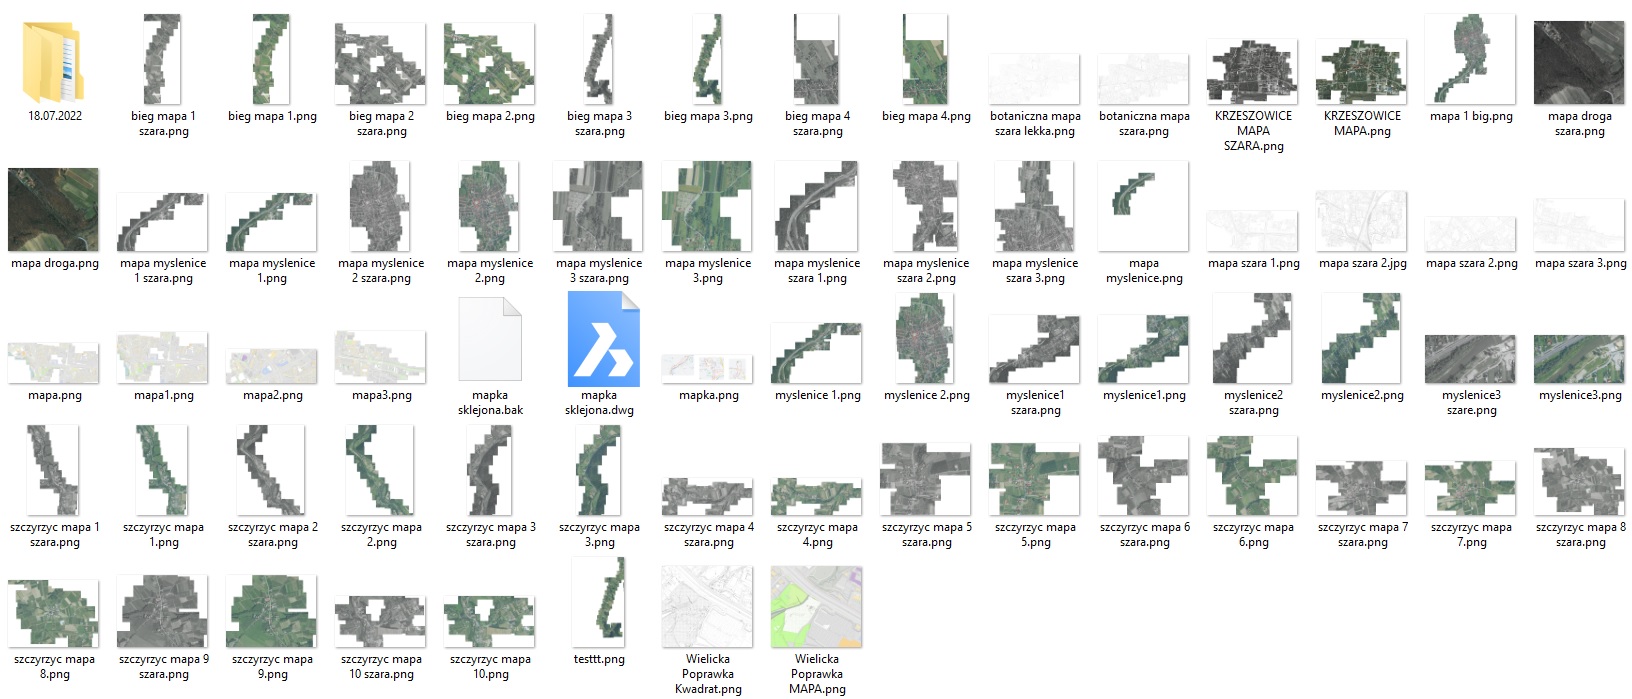 18.07.2022
bieg mapa 1
szara.png
bieg mapa 1.png
bieg mapa 2
szara.png
bieg mapa 2.png
bieg mapa 3
szara.png
bieg mapa 3.png
bieg mapa 4
szara.png
bieg mapa 4.png
botaniczna mapa
szara lekka.png
botaniczna mapa
szara.png
KRZESZOWICE
MAPA
SZARA.png
KRZESZOWICE
MAPA.png
mapa 1 big.png
mapa droga
szara.png
mapa droga.png
mapa myslenice
1 szara.png
mapa myslenice
1.png
mapa myslenice
2 szara.png
mapa myslenice
2.png
mapa myslenice
3 szara.png
mapa myslenice
3.png
mapa myslenice
szara 1.png
mapa myslenice
szara 2.png
mapa myslenice
szara 3.png
mapa
myslenice.png
mapa szara 1.png
mapa szara 2.jpg
mapa szara 2.png
mapa szara 3.png
mapa.png
mapa1.png
mapa2.png
mapa3.png
mapka
sklejona.bak
mapka
sklejona.dwg
mapka.png
myslenice 1.png
myslenice 2.png
myslenice1
szara.png
myslenice1.png
myslenice2
szara.png
myslenice2.png
myslenice3
szare.png
myslenice3.png
szczyrzyc mapa 1
szara.png
szczyrzyc mapa
1.png
szczyrzyc mapa 2
szara.png
szczyrzyc mapa
2.png
szczyrzyc mapa 3
szara.png
szczyrzyc mapa
3.png
szczyrzyc mapa 4
szara.png
szczyrzyc mapa
4.png
szczyrzyc mapa 5
szara.png
szczyrzyc mapa
5.png
szczyrzyc mapa 6
szara.png
szczyrzyc mapa
6.png
szczyrzyc mapa 7
szara.png
szczyrzyc mapa
7.png
szczyrzyc mapa 8
szara.png
szczyrzyc mapa
8.png
szczyrzyc mapa 9
szara.png
szczyrzyc mapa
9.png
szczyrzyc mapa
10 szara.png
szczyrzyc mapa
10.png
testtt.png
Wielicka
Poprawka
Kwadrat.png
Wielicka
Poprawka
MAPA.png